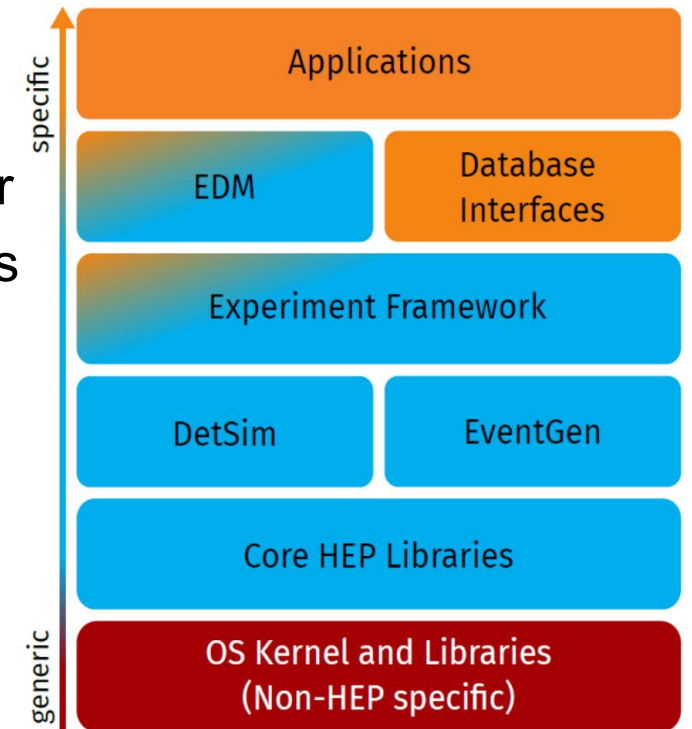 specific
Applications
r
s
EDM
Database
Interfaces
Experiment Framework
DetSim
EventGen
Core HEP Libraries
generic
OS Kernel and Libraries
(Non-HEP specific)